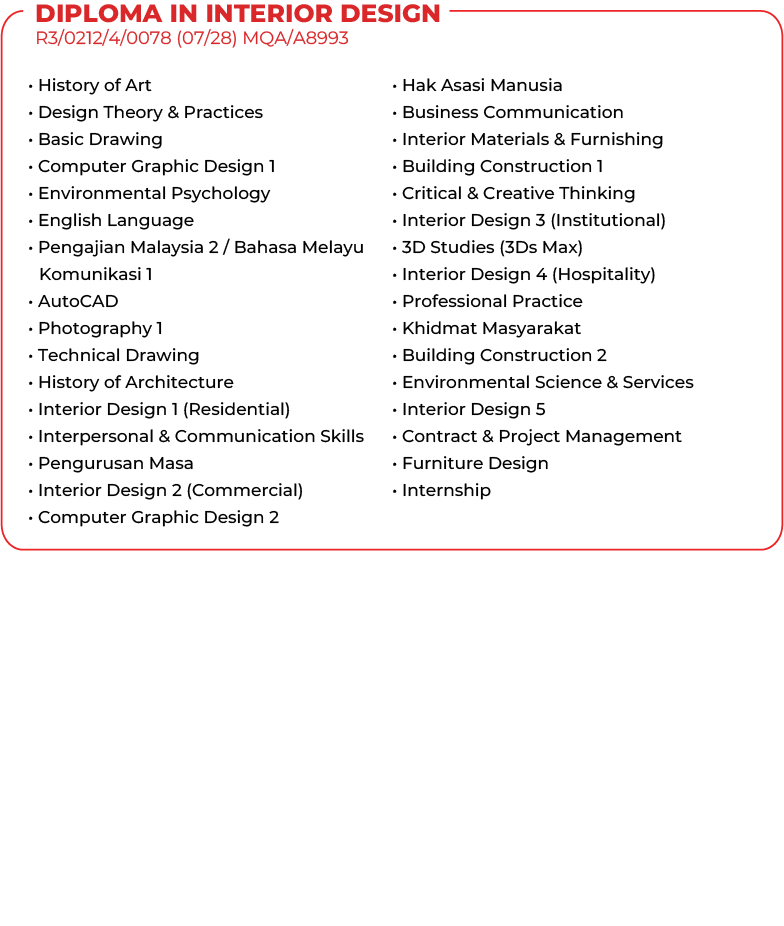 DIPLOMA IN INTERIOR DESIGN
R3/0212/4/0078 (07/28) MQA/A8993
• History of Art
• Design Theory & Practices
• Basic Drawing
• Computer Graphic Design 1
• Environmental Psychology
• English Language
• Pengajian Malaysia 2 / Bahasa Melayu
Komunikasi 1
• AutoCAD
• Photography 1
• Technical Drawing
• History of Architecture
• Interior Design 1 (Residential)
• Interpersonal & Communication Skills
• Pengurusan Masa
• Interior Design 2 (Commercial)
• Computer Graphic Design 2
• Hak Asasi Manusia
• Business Communication
• Interior Materials & Furnishing
• Building Construction 1
• Critical & Creative Thinking
• Interior Design 3 (Institutional)
• 3D Studies (3Ds Max)
• Interior Design 4 (Hospitality)
• Professional Practice
• Khidmat Masyarakat
• Building Construction 2
• Environmental Science & Services
• Interior Design 5
• Contract & Project Management
• Furniture Design
• Internship